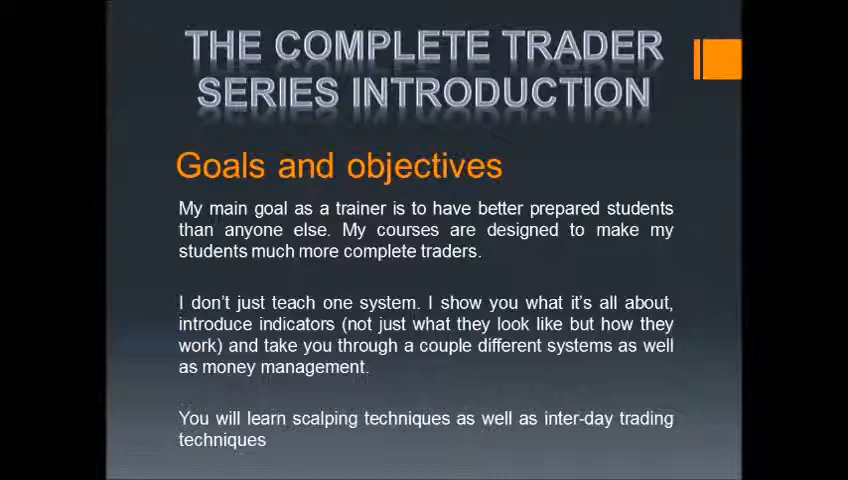 THE COMPLETE TRADER
SERIES INTRODUCTION
Goals and objectives
My main goal as a trainer is to have better prepared students
than anyone else. My courses are designed to make my
students much more complete traders.
I don’t just teach one system. I show you what it’s all about,
introduce indicators (not just what they look like but how they
work) and take you through a couple different systems as well
as money management.
You will learn scalping techniques as well as inter-day trading
techniques